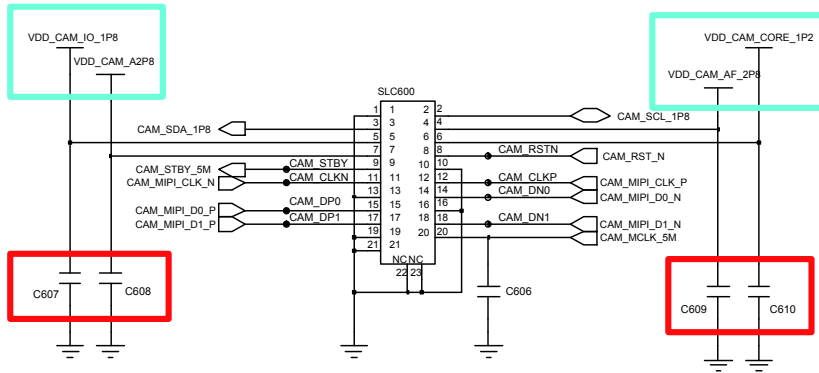 VDD_CAM_IO_1P8
VDD_CAM_A2P8
VDD_CAM_CORE_1P2
VDD_CAM_AF_2P8
SLC600
1 1 2 2
3 3 4 4
5 5 6 6
7 7 8 8
9 9 10 10
11 11 12 12
13 13 14 14
15 15 16 16
17 17 18 18
19 19 20 20
21 21
NC NC
22 23
CAM_SDA_1P8
CAM_SCL_1P8
CAM_STBY_5M CAM_STBY
CAM_MIPI_CLK_N CAM_CLKN
CAM_MIPI_D0_P CAM_DP0
CAM_MIPI_D1_P CAM_DP1
CAM_RSTN CAM_RST_N
CAM_CLKP CAM_MIPI_CLK_P
CAM_DN0 CAM_MIPI_D0_N
CAM_DN1 CAM_MIPI_D1_N
CAM_MCLK_5M
C607
C608
C606
C609
C610